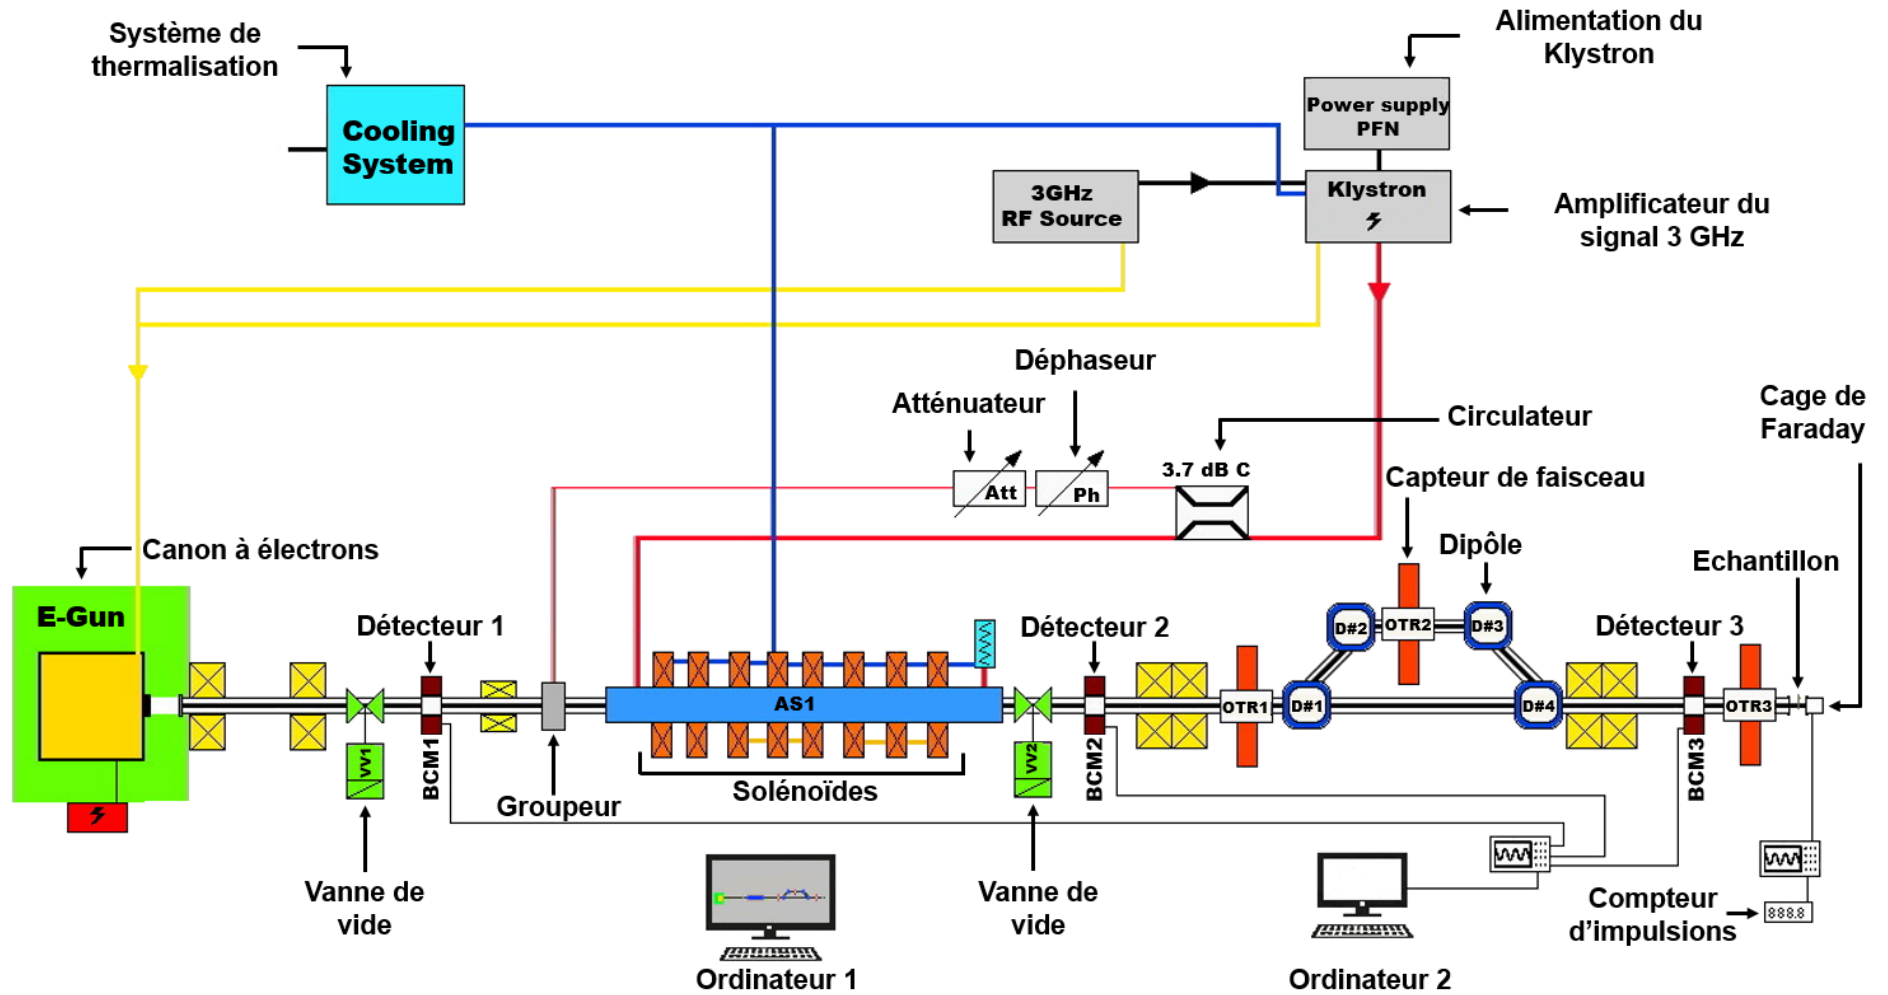 Système de
thermalisation
Cooling
System
Alimentation du
Klystron
Power supply
PFN
3GHz
RF Source
Klystron
Amplificateur du
signal 3 GHz
Déphaseur
Atténuateur
Circulateur
Cage de
Faraday
3.7 dB C
Att
Ph
Capteur de faisceau
Dipôle
Echantillon
Canon à électrons
E-Gun
Détecteur 1
Détecteur 2
Détecteur 3
D#2
OTR2
D#3
AS1
OTR1
D#1
D#4
OTR3
VV1
BCM1
VV2
BCM2
BCM3
Solénoïdes
Groupeur
Vanne de
vide
Vanne de
vide
Compteur
d'impulsions
888.8
Ordinateur 1
Ordinateur 2